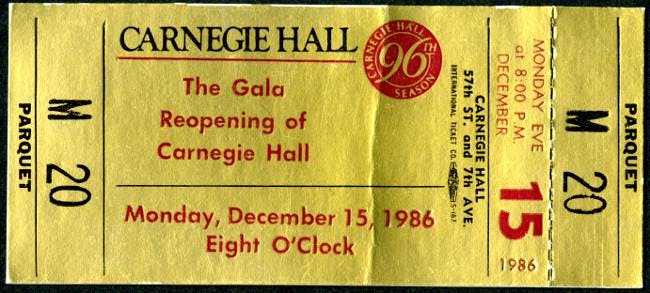 PARQUET
M 20
CARNEGIE HALL
CARNEGIE HALL
96TH
SEASON
The Gala
Reopening of
Carnegie Hall
Monday, December 15, 1986
Eight O'Clock
CARNEGIE HALL
57th ST. and 7th AVE.
INTERNATIONAL TICKET CO.
MONDAY EVE
at 8:00 P.M.
DECEMBER
15
1986
M 20
PARQUET